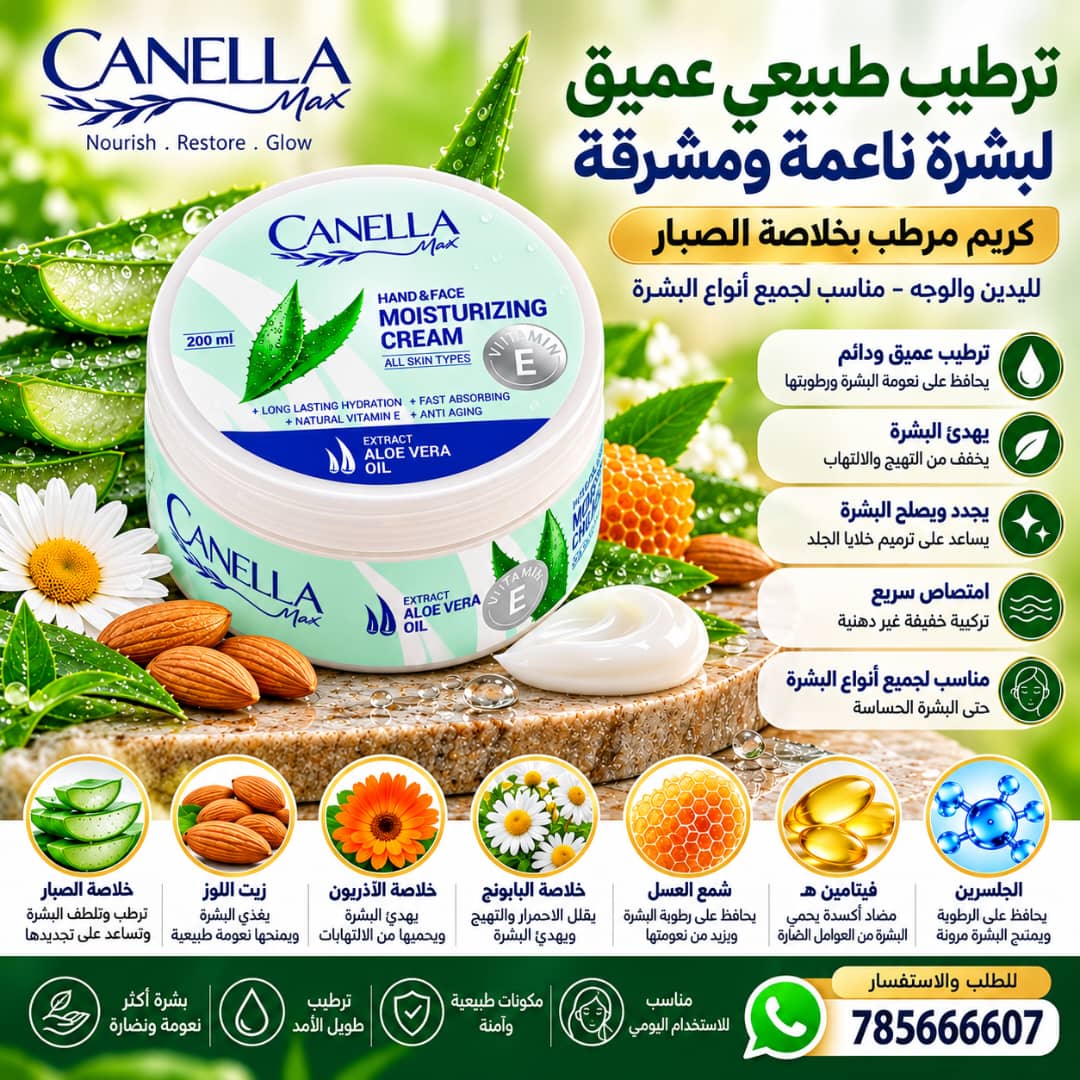 CANELLA
Max
Nourish . Restore . Glow
ترطيب طبيعي عميق
لبشرة ناعمة ومشرقة
كريم مرطب بخلاصة الصبار
لليدين والوجه - مناسب لجميع أنواع البشرة
CANELLA
Max
HAND & FACE
MOISTURIZING
CREAM
ALL SKIN TYPES
200 ml
VIITAMIN
E
+ LONG LASTING HYDRATION + FAST ABSORBING
+ NATURAL VITAMIN E + ANTI AGING
EXTRACT
ALOE VERA
OIL
CANELLA
Max
EXTRACT
ALOE VERA
OIL
VIITAMIN
E
ترطيب عميق ودائم
يحافظ على نعومة البشرة ورطوبتها
يهدئ البشرة
يخفف من التهيج والالتهاب
يجدد ويصلح البشرة
يساعد على ترميم خلايا الجلد
امتصاص سريع
تركيبة خفيفة غير دهنية
مناسب لجميع أنواع البشرة
حتى البشرة الحساسة
الجلسرين
يحافظ على الرطوبة
ويمتنح البشرة مرونة
فيتامين هـ
مضاد أكسدة يحمي
البشرة من العوامل الضارة
شمع العسل
يحافظ على رطوبة البشرة
ويزيد من نعومتها
خلاصة البابونج
يقلل الاحمرار والتهيج
ويهدئ البشرة
خلاصة الآذريون
يهدئ البشرة
ويحميها من الالتهابات
زيت اللوز
يغذي البشرة
ويمنحها نعومة طبيعية
خلاصة الصبار
ترطب وتلطف البشرة
وتساعد على تجديدها
للطلب والاستفسار
785666607
مناسب
للاستخدام اليومي
مكونات طبيعية
وآمنة
ترطيب
طويل الأمد
بشرة أكثر
نعومة ونضارة